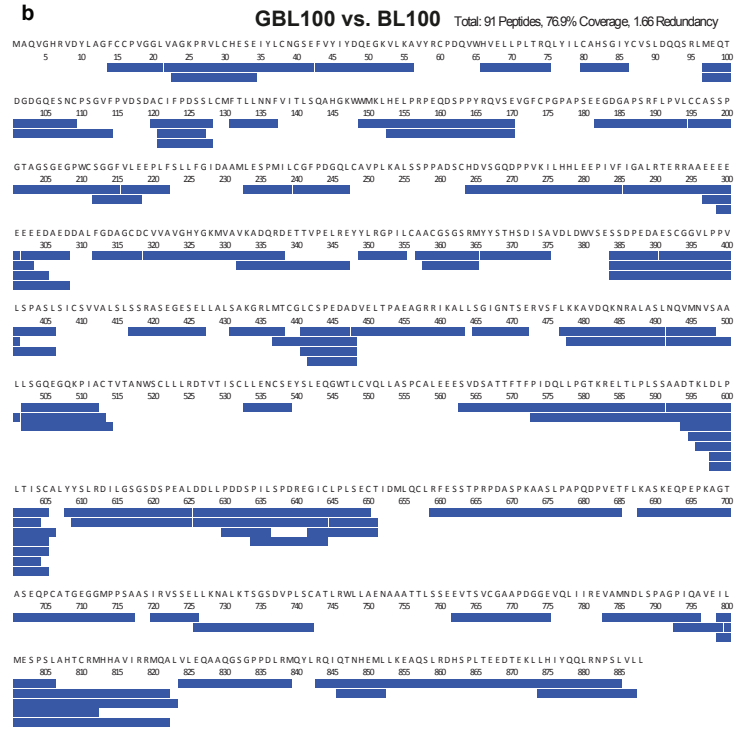 b
GBL100 vs. BL100 Total: 91 Peptides, 76.9% Coverage, 1.66 Redundancy
MAQVGHRVDYLAGFCCPVGGLVAGKPRVLCHESEIYLCNGSEFVYIYDQEGKVLKAVYRCPDQVWHVELLPLTRQLYILCAHSGIYCVSLDQQSRLMEQT
5 10 15 20 25 30 35 40 45 50 55 60 65 70 75 80 85 90 95 100
DGDGQESNCPSGVFPVDSDACIFPDSSLCMFTLLNNFVITLSQAHGKWWMKLHELPRPEQDSPPYRQVSEVGFCPGPAPSEEGDGAPSRFLPVLCCASSP
105 110 115 120 125 130 135 140 145 150 155 160 165 170 175 180 185 190 195 200
GTAGSGEGPWCSGGFVLEEPLFSLLFGIDAAMLESPMILCGFPDGQLCAVPLKALSSPPADSCHDVSGQDPPVKILHHLEEPIVFIGALRTERRAAEEEE
205 210 215 220 225 230 235 240 245 250 255 260 265 270 275 280 285 290 295 300
EEEEDAEDDALFGDAGCDCVVAVGHYGKMVAVKADQRDETTVPELREYYLRGPILCAACGSGSRMYYSTHSDISAVDLDWVSESSDPEDAESCGGVLPPV
305 310 315 320 325 330 335 340 345 350 355 360 365 370 375 380 385 390 395 400
LSPASLSICSVVALSLSSRASEGESELLALSAKGRLMTCGLCSPEDADVELTPAEAGRRIKALLSGIGNTSERVSFLKKAVDQKNRALASLNQVMNVSAA
405 410 415 420 425 430 435 440 445 450 455 460 465 470 475 480 485 490 495 500
LLSGQEGQKPIACTVTANWSCLLLRDTVTISCLLENCSEYSLEQGWTLCVQLLASPCALEEESVDSATTFTFPIDQLLPGTKRELTLPLSSAADTKLDLP
505 510 515 520 525 530 535 540 545 550 555 560 565 570 575 580 585 590 595 600
LTISCALYYSLRDILGSGSDSPEALDDLLPDDSPILSPDREGICLPLSECTIDMLQCLRFESSTPRPDASPKAASLPAPQDPVETFLKASKEQPEPKAGT
605 610 615 620 625 630 635 640 645 650 655 660 665 670 675 680 685 690 695 700
ASEQPCATGEGGMPPSAASIRVSSELLKNALKTSGSDVPLSCATLRWLLAENAAATTLSSEEVTSVCGAAPDGGEVQLIIREVAMNDLSPAGPIQAVEIL
705 710 715 720 725 730 735 740 745 750 755 760 765 770 775 780 785 790 795 800
MESPSLAHTCRMHHAVIRRMQALVLEQAAQGSGPPDLRMQYLRQIQTNHEMLLKEAQSLRDHSPLTEEDTEKLLHIYQQLRNPSLVLL
805 810 815 820 825 830 835 840 845 850 855 860 865 870 875 880 885